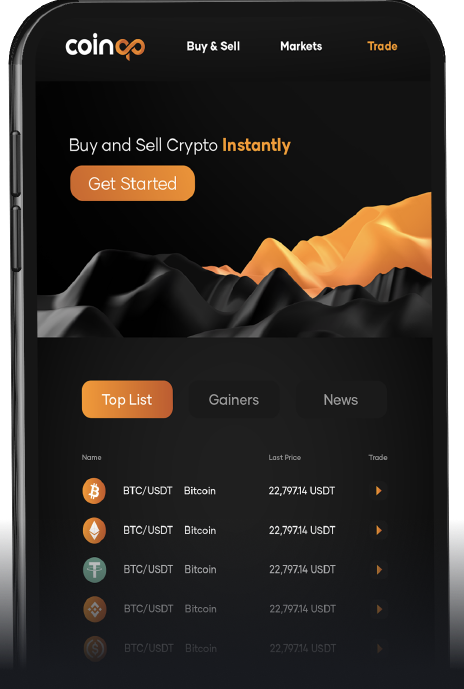 coinqo Buy & Sell Markets Trade
Buy and Sell Crypto Instantly
Get Started
Top List Gainers News
Name Last Price Trade
BTC/USDT Bitcoin 22,797.14 USDT
BTC/USDT Bitcoin 22,797.14 USDT
BTC/USDT Bitcoin 22,797.14 USDT
BTC/USDT Bitcoin 22,797.14 USDT
BTC/USDT Bitcoin 22,797.14 USDT